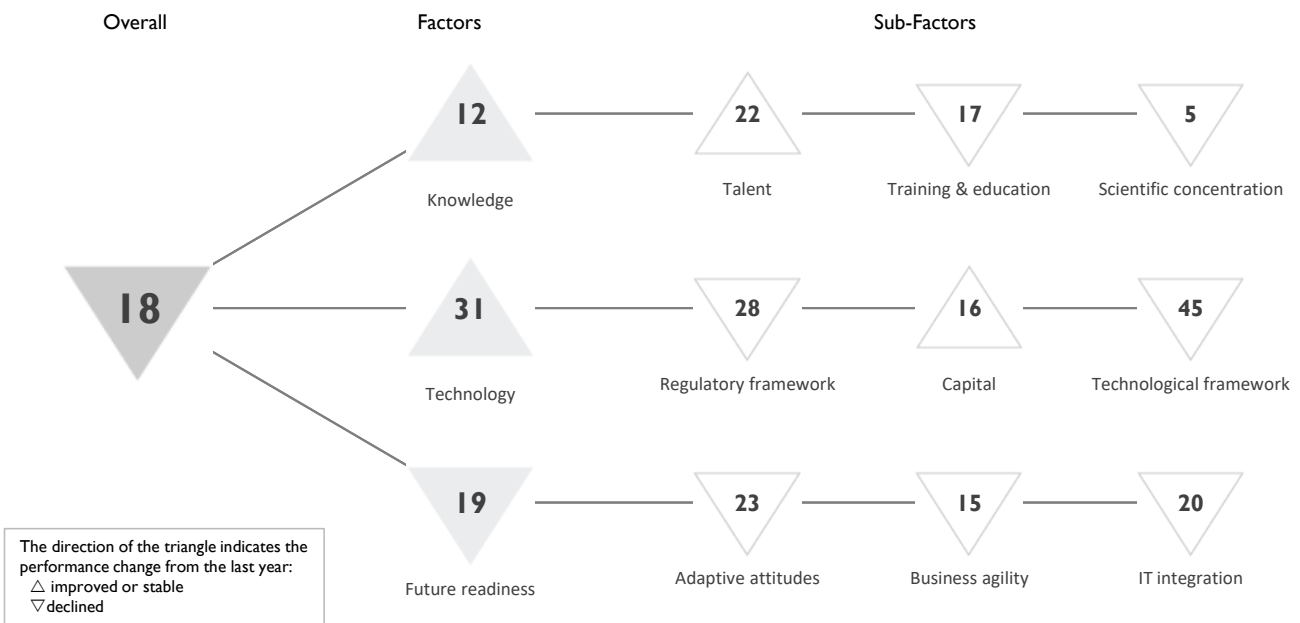 Overall
Factors
Sub-Factors
12
22
17
5
Knowledge
Talent
Training & education
Scientific concentration
18
31
28
16
45
Technology
Regulatory framework
Capital
Technological framework
19
23
15
20
Future readiness
Adaptive attitudes
Business agility
IT integration
The direction of the triangle indicates the
performance change from the last year:
△ improved or stable
▽ declined